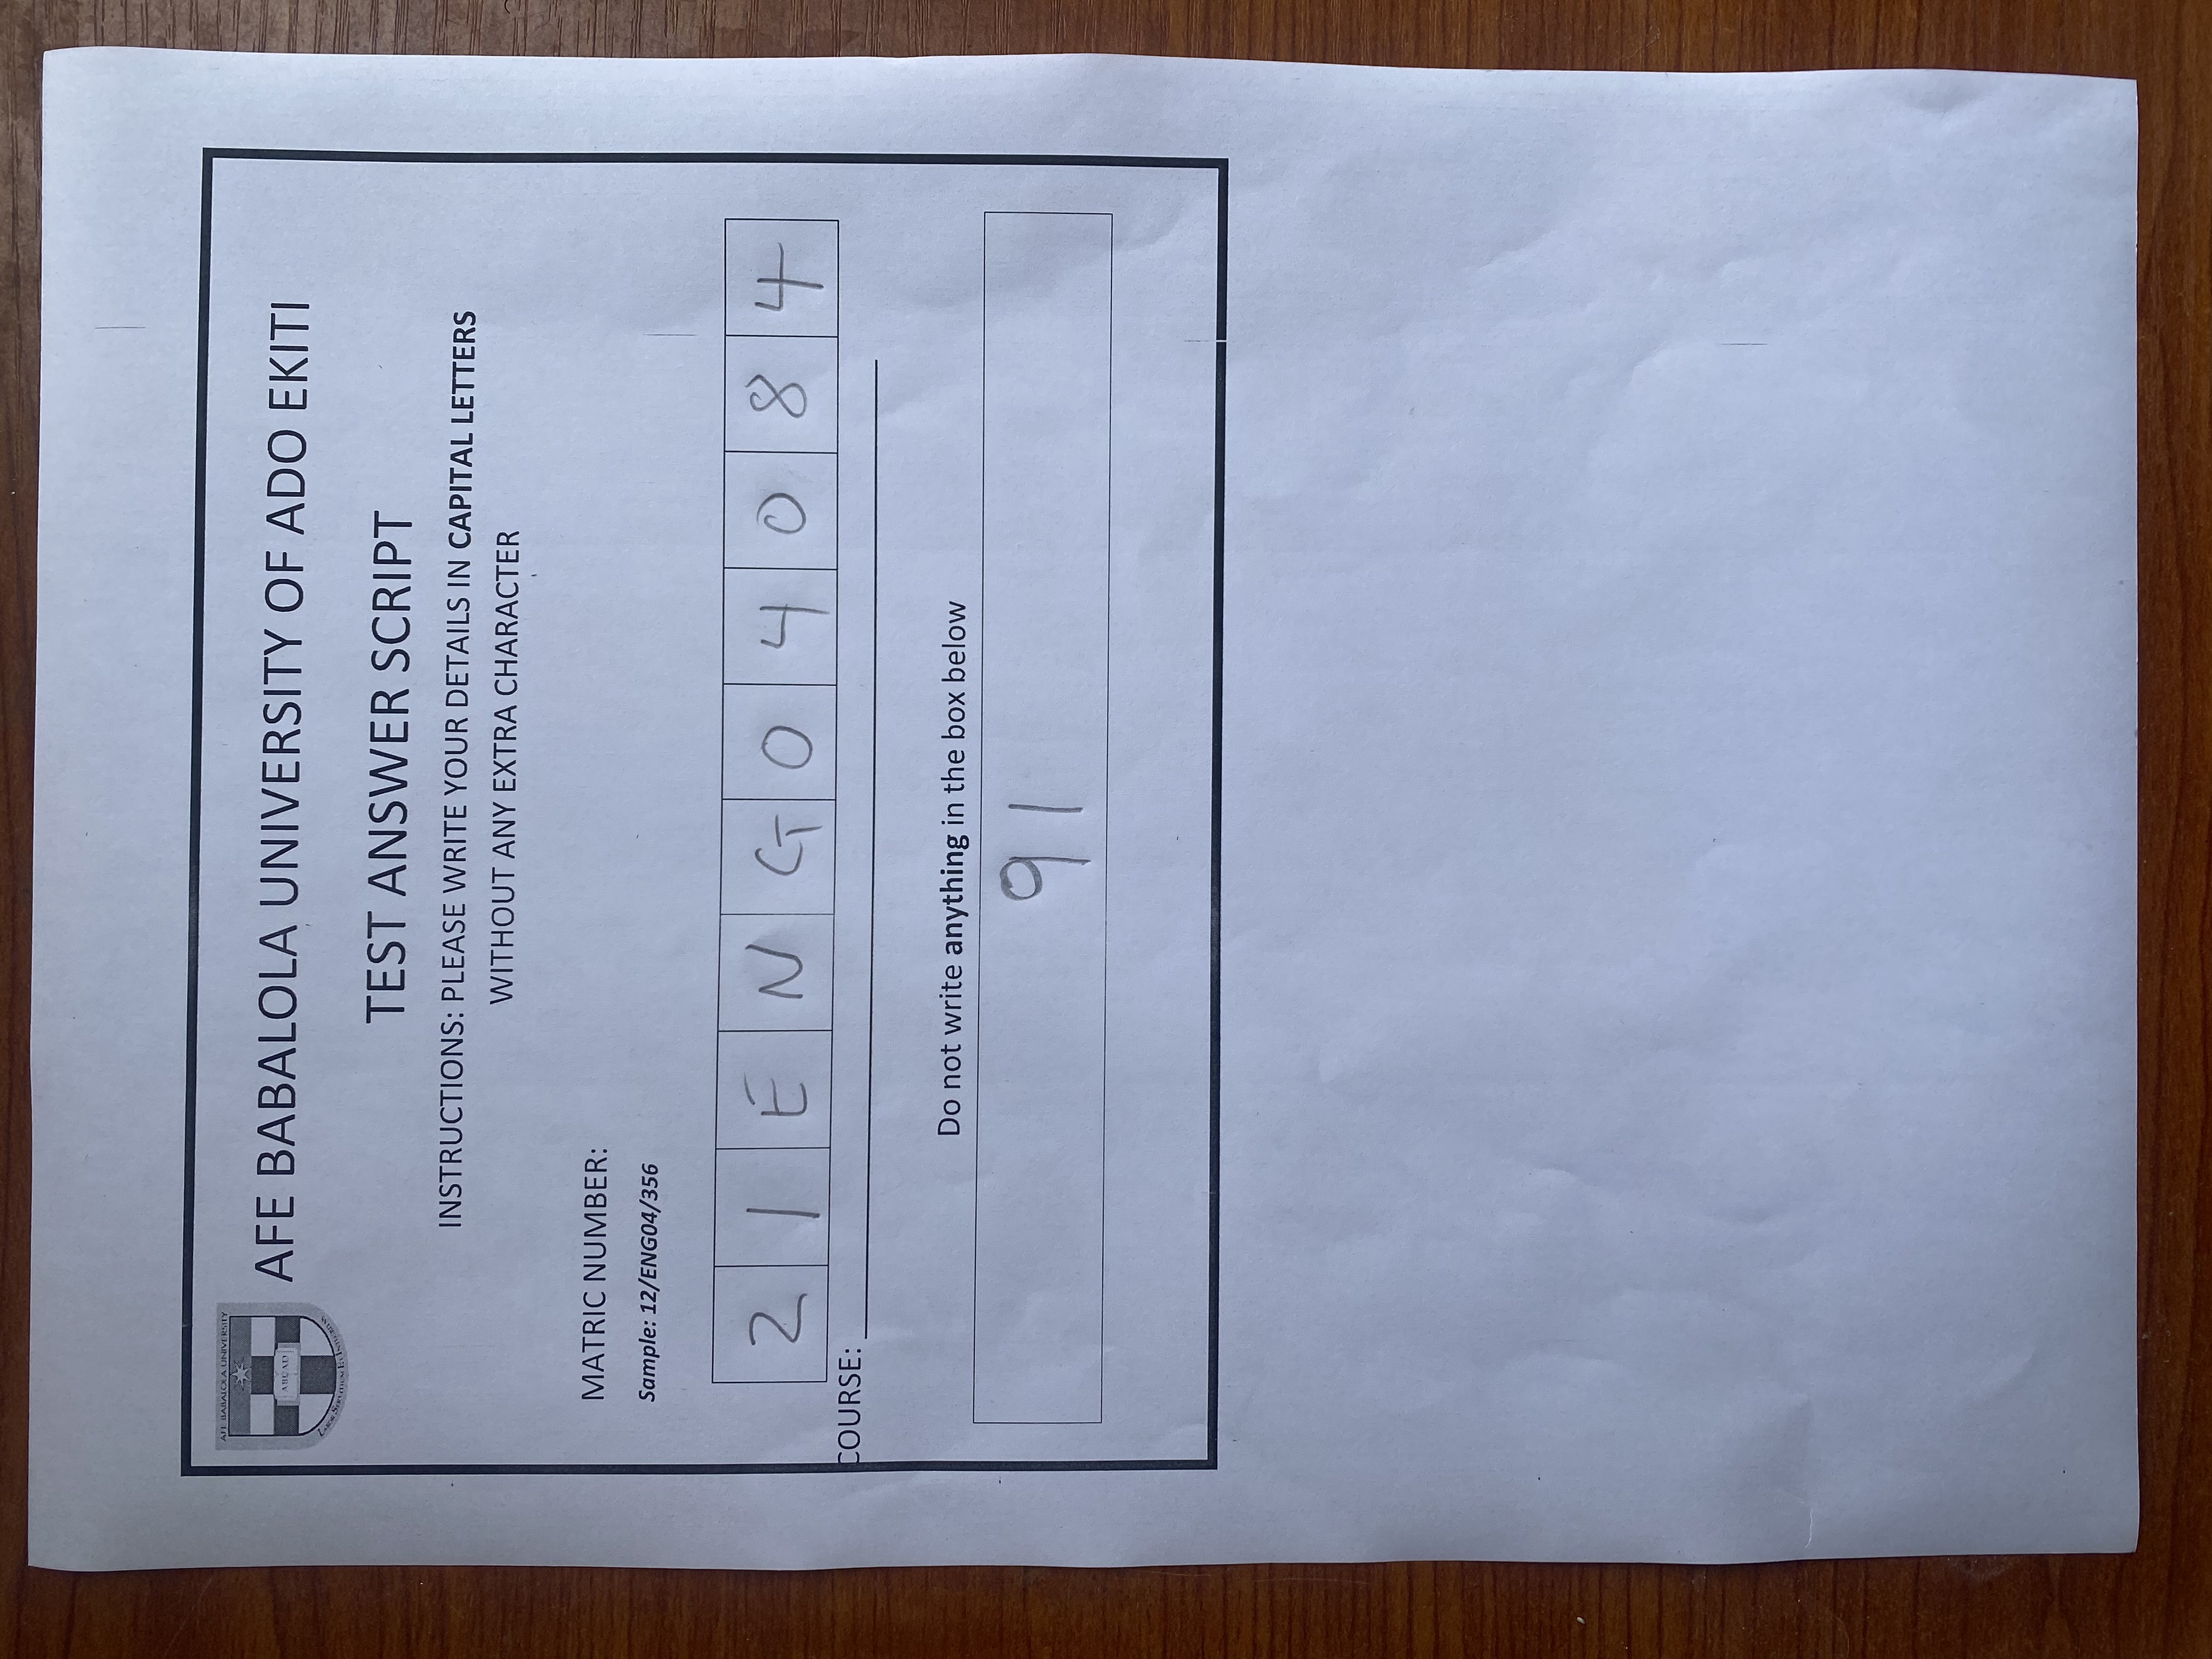 AFE BABALOLA UNIVERSITY
ABUAD
AFE BABALOLA UNIVERSITY OF ADO EKITI
TEST ANSWER SCRIPT
INSTRUCTIONS: PLEASE WRITE YOUR DETAILS IN CAPITAL LETTERS
WITHOUT ANY EXTRA CHARACTER
MATRIC NUMBER:
Sample: 12/ENG04/356
2 1 E N G 0 4 0 8 4
COURSE:
Do not write anything in the box below
91